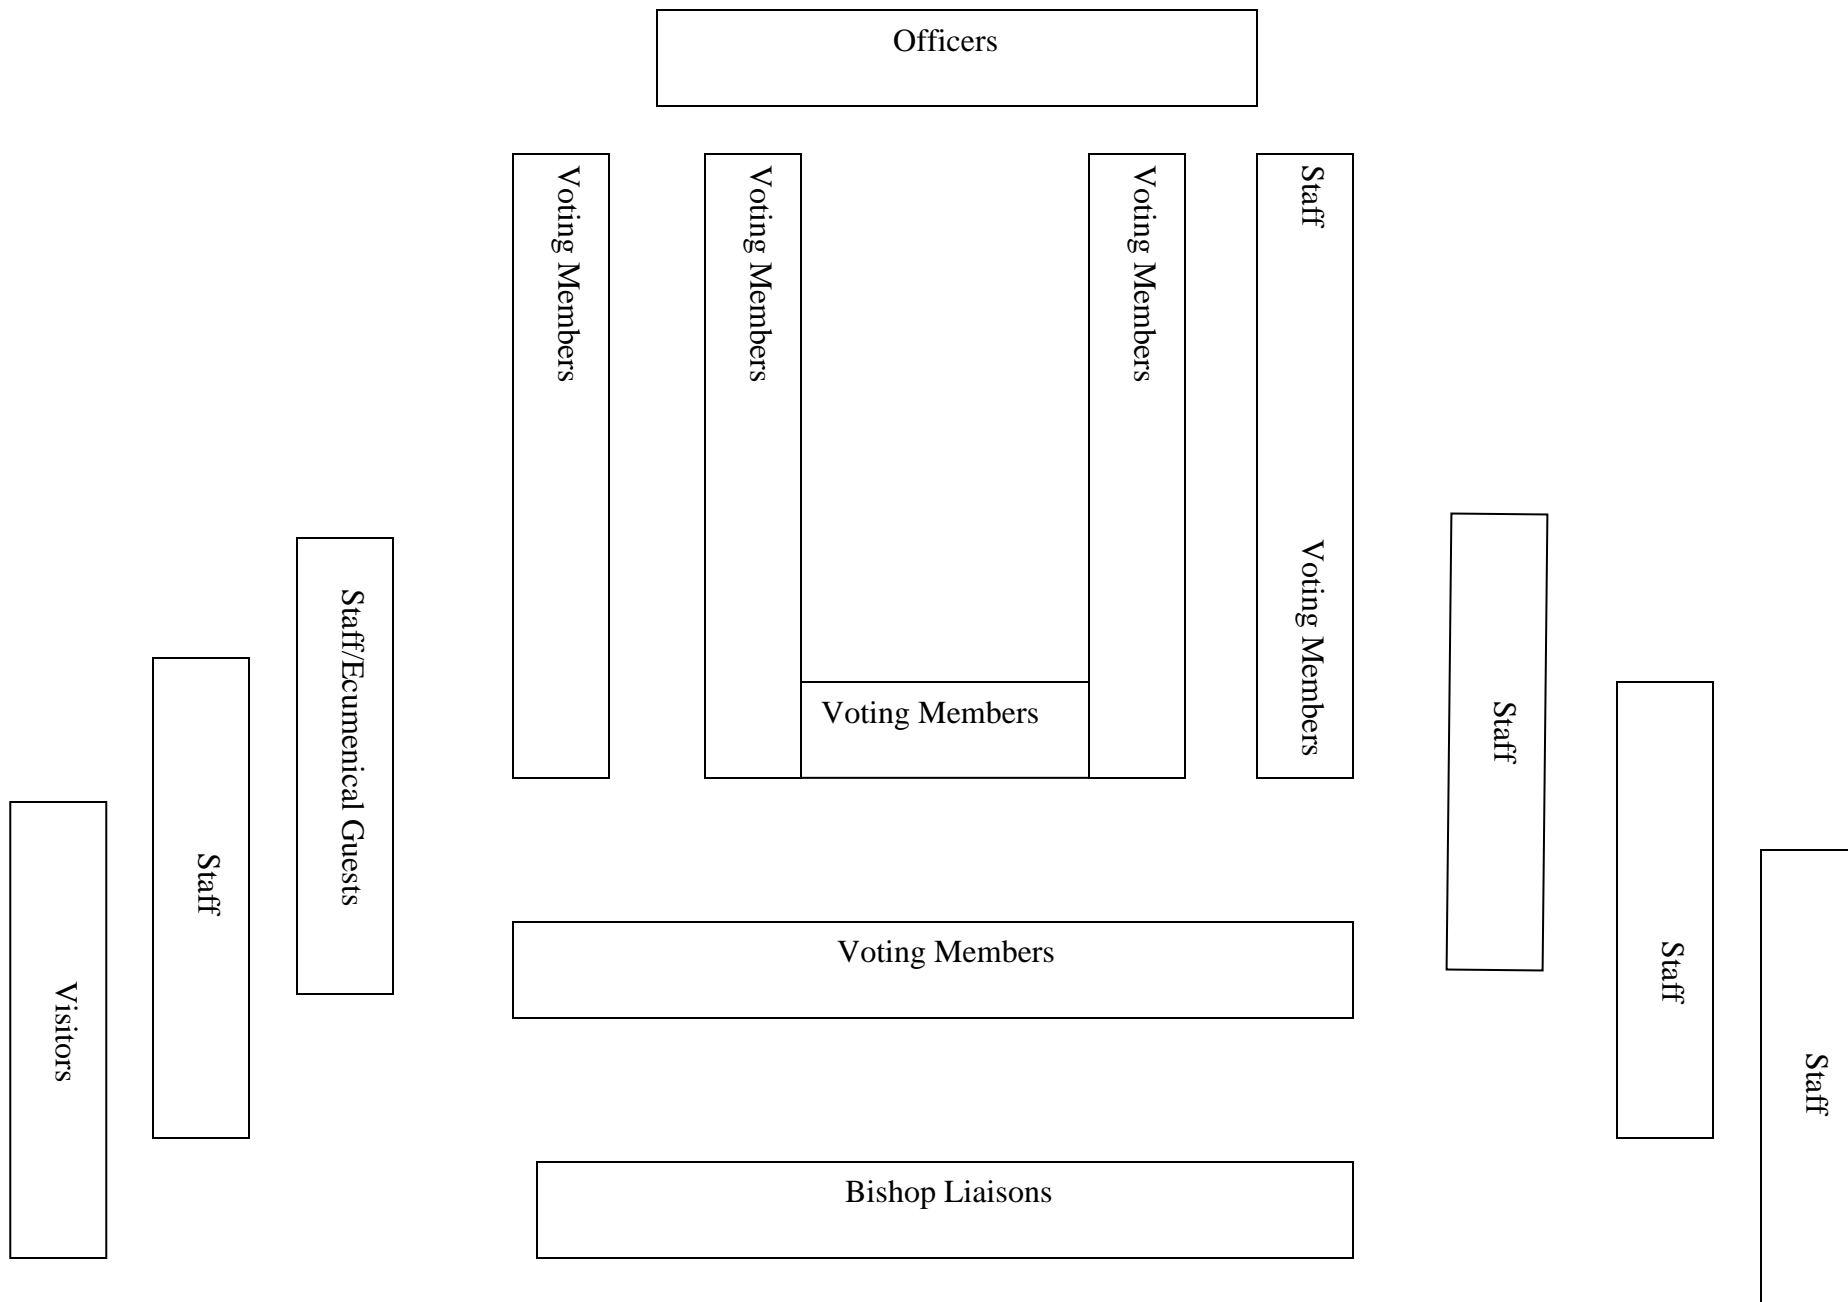 Officers
Voting Members
Voting Members
Voting Members
Staff
Voting Members
Voting Members
Staff/Ecumenical Guests
Staff
Staff
Staff
Visitors
Voting Members
Staff
Bishop Liaisons